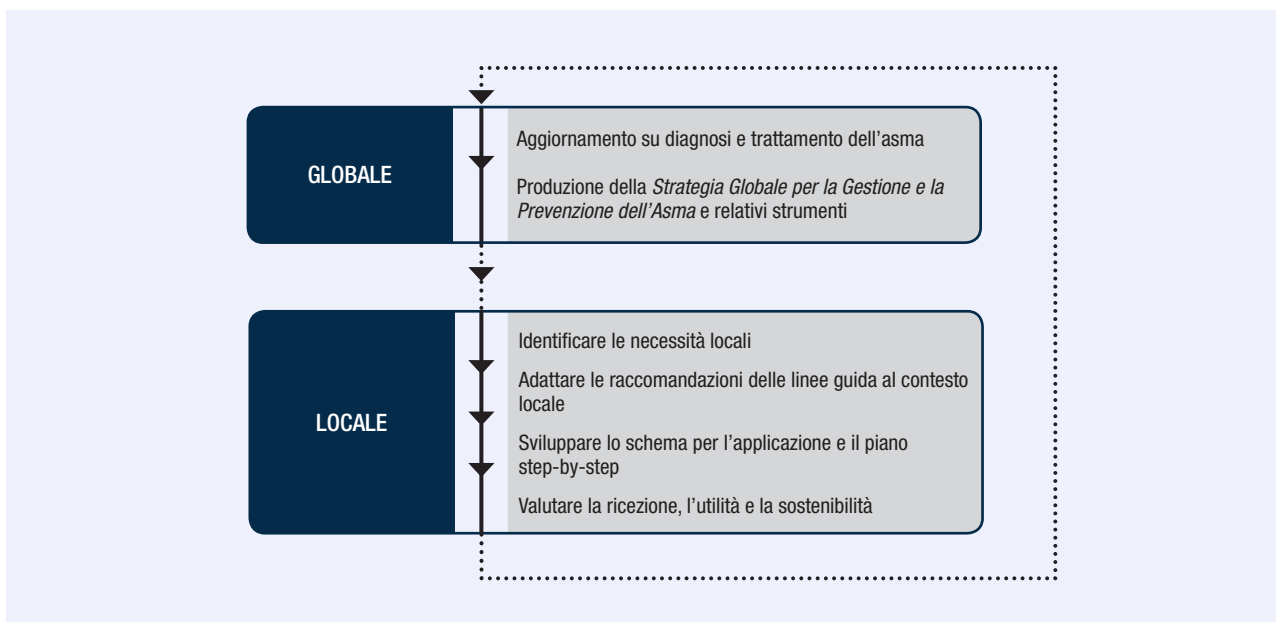 GLOBALE
Aggiornamento su diagnosi e trattamento dell'asma
Produzione della Strategia Globale per la Gestione e la
Prevenzione dell'Asma e relativi strumenti
LOCALE
Identificare le necessità locali
Adattare le raccomandazioni delle linee guida al contesto
locale
Sviluppare lo schema per l'applicazione e il piano
step-by-step
Valutare la ricezione, l'utilità e la sostenibilità